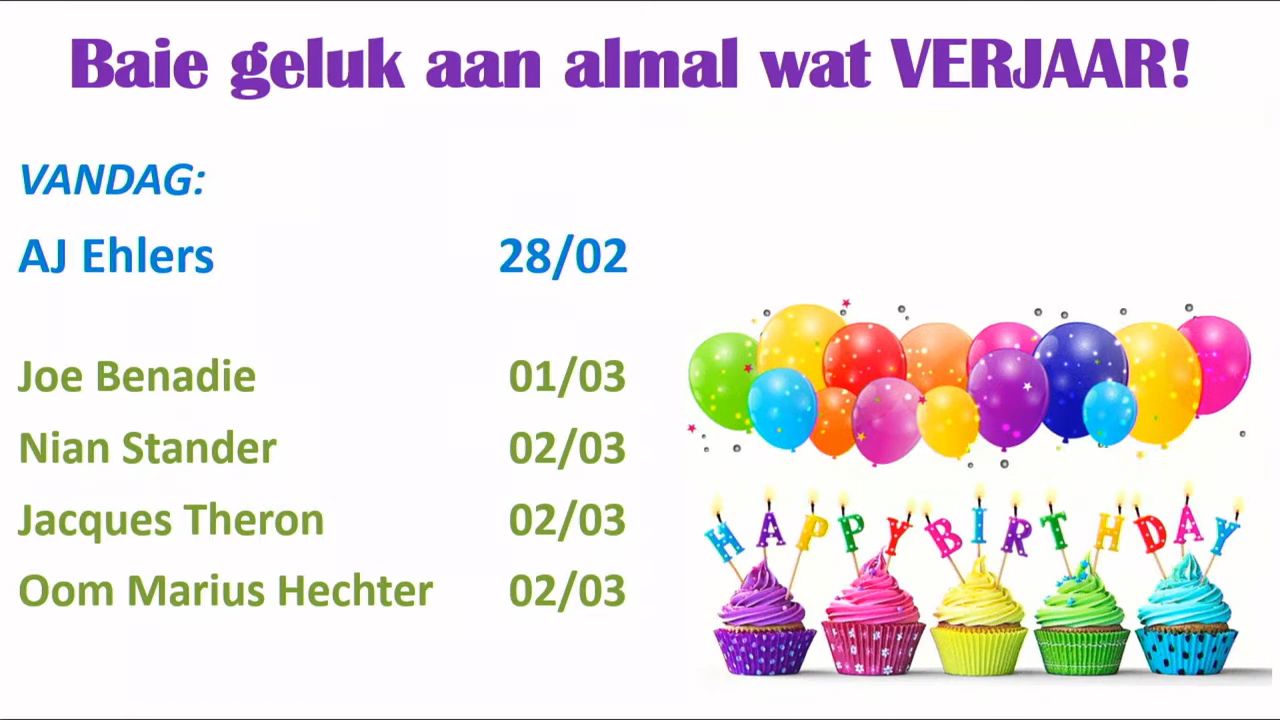 Baie geluk aan almal wat VERJAAR!
VANDAG:
AJ Ehlers 28/02
Joe Benadie 01/03
Nian Stander 02/03
Jacques Theron 02/03
Oom Marius Hechter 02/03
HAPPY BIRTHDAY